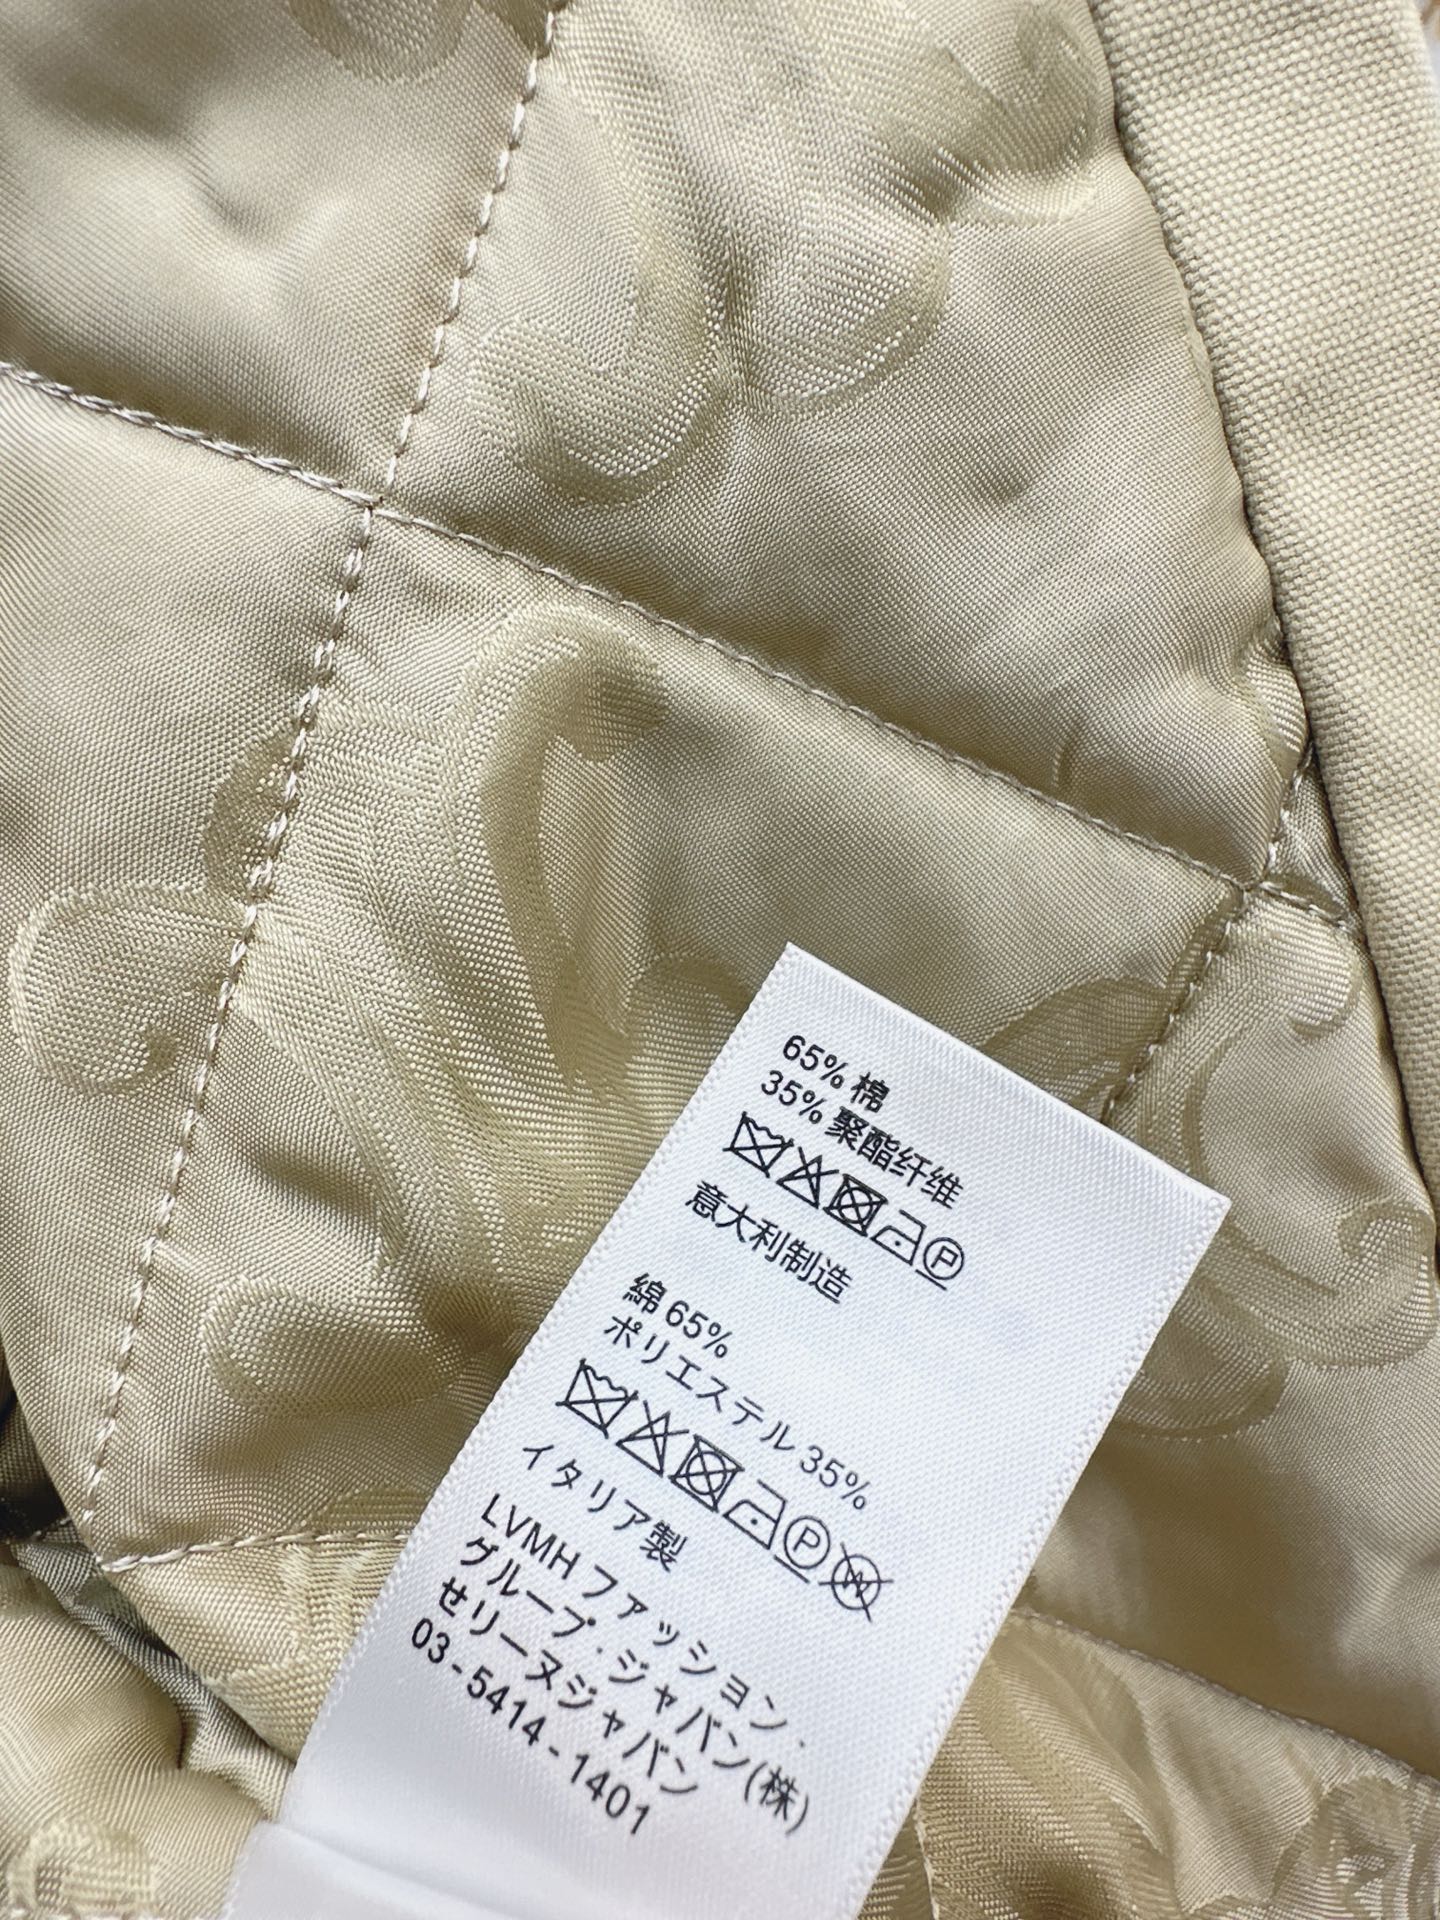 65% 棉
35% 聚酯纤维
P
意大利制造
綿 65%
ポリエステル 35%
P W
イタリア製
LVMH ファッション・
グループ・ジャパン(株)
せリーヌジャパン
03-5414-1401